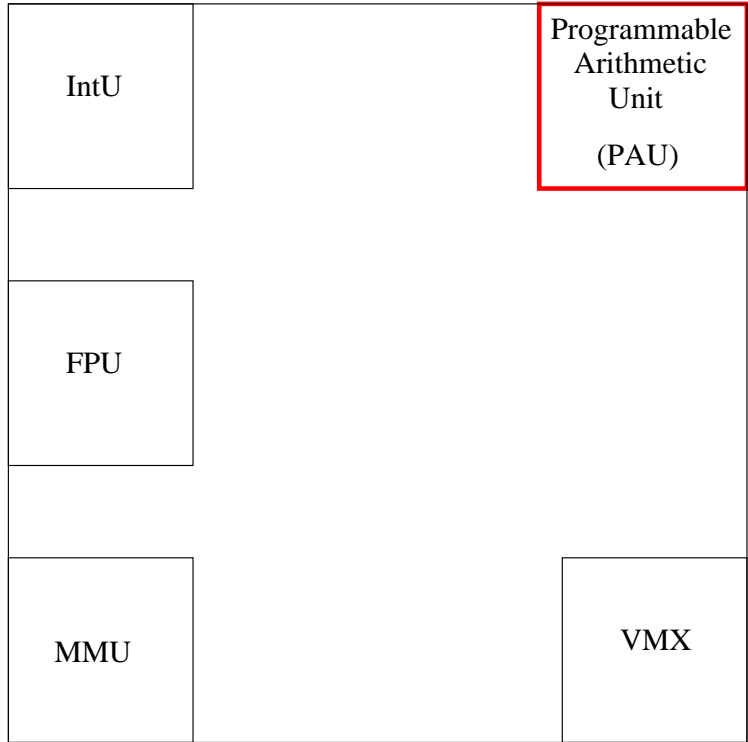 IntU
Programmable
Arithmetic
Unit
(PAU)
FPU
MMU
VMX